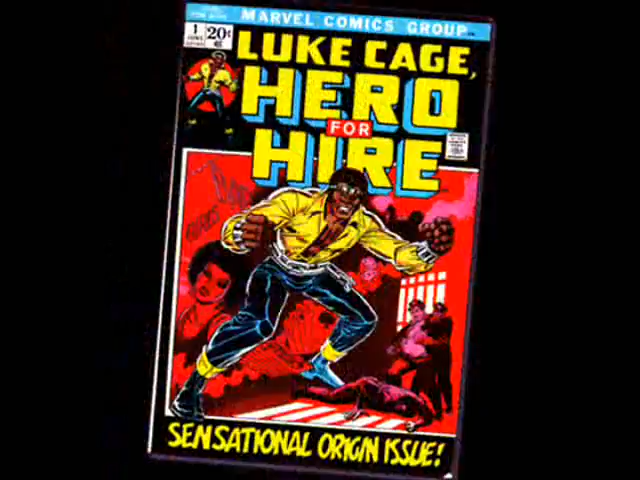 MARVEL COMICS GROUP
1
20¢
LUKE CAGE,
HERO
FOR
HIRE
SENSATIONAL ORIGIN ISSUE!